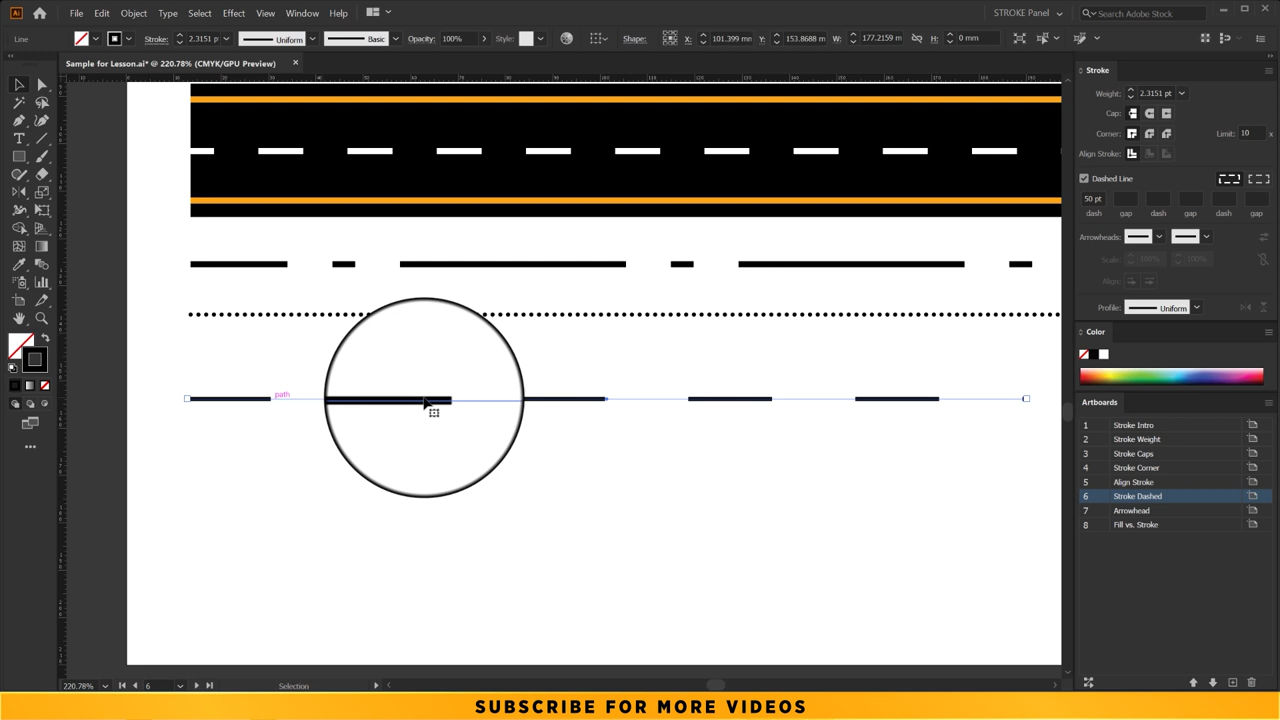 Ai File Edit Object Type Select Effect View Window Help STROKE Panel Search Adobe Stock
Line Stroke: 2.3151 pt Uniform Basic Opacity: 100% Style: Shape: X: 101.399 mm Y: 153.8688 m W: 177.2159 m H: 0 mm
Sample for Lesson.ai* @ 220.78% (CMYK/GPU Preview)
Stroke
Weight: 2.3151 pt
Cap:
Corner: Limit: 10 x
Align Stroke:
Dashed Line
50 pt
dash gap dash gap dash gap
Arrowheads:
Scale: 100% 100%
Align:
Profile: Uniform
Color
Artboards
1 Stroke Intro
2 Stroke Weight
3 Stroke Caps
4 Stroke Corner
5 Align Stroke
6 Stroke Dashed
7 Arrowhead
8 Fill vs. Stroke
path
220.78% 6 Selection
SUBSCRIBE FOR MORE VIDEOS